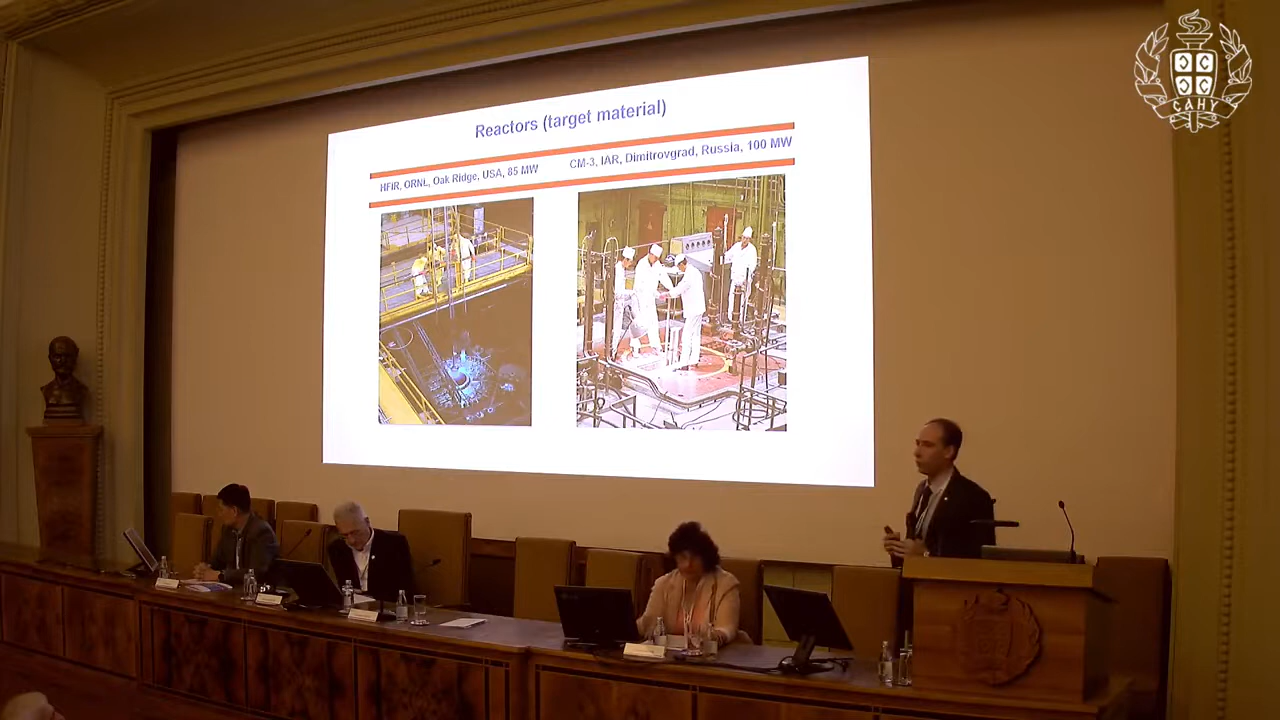 Reactors (target material)
HFIR, ORNL, Oak Ridge, USA, 85 MW
CM-3, IAR, Dimitrovgrad, Russia, 100 MW
САНУ